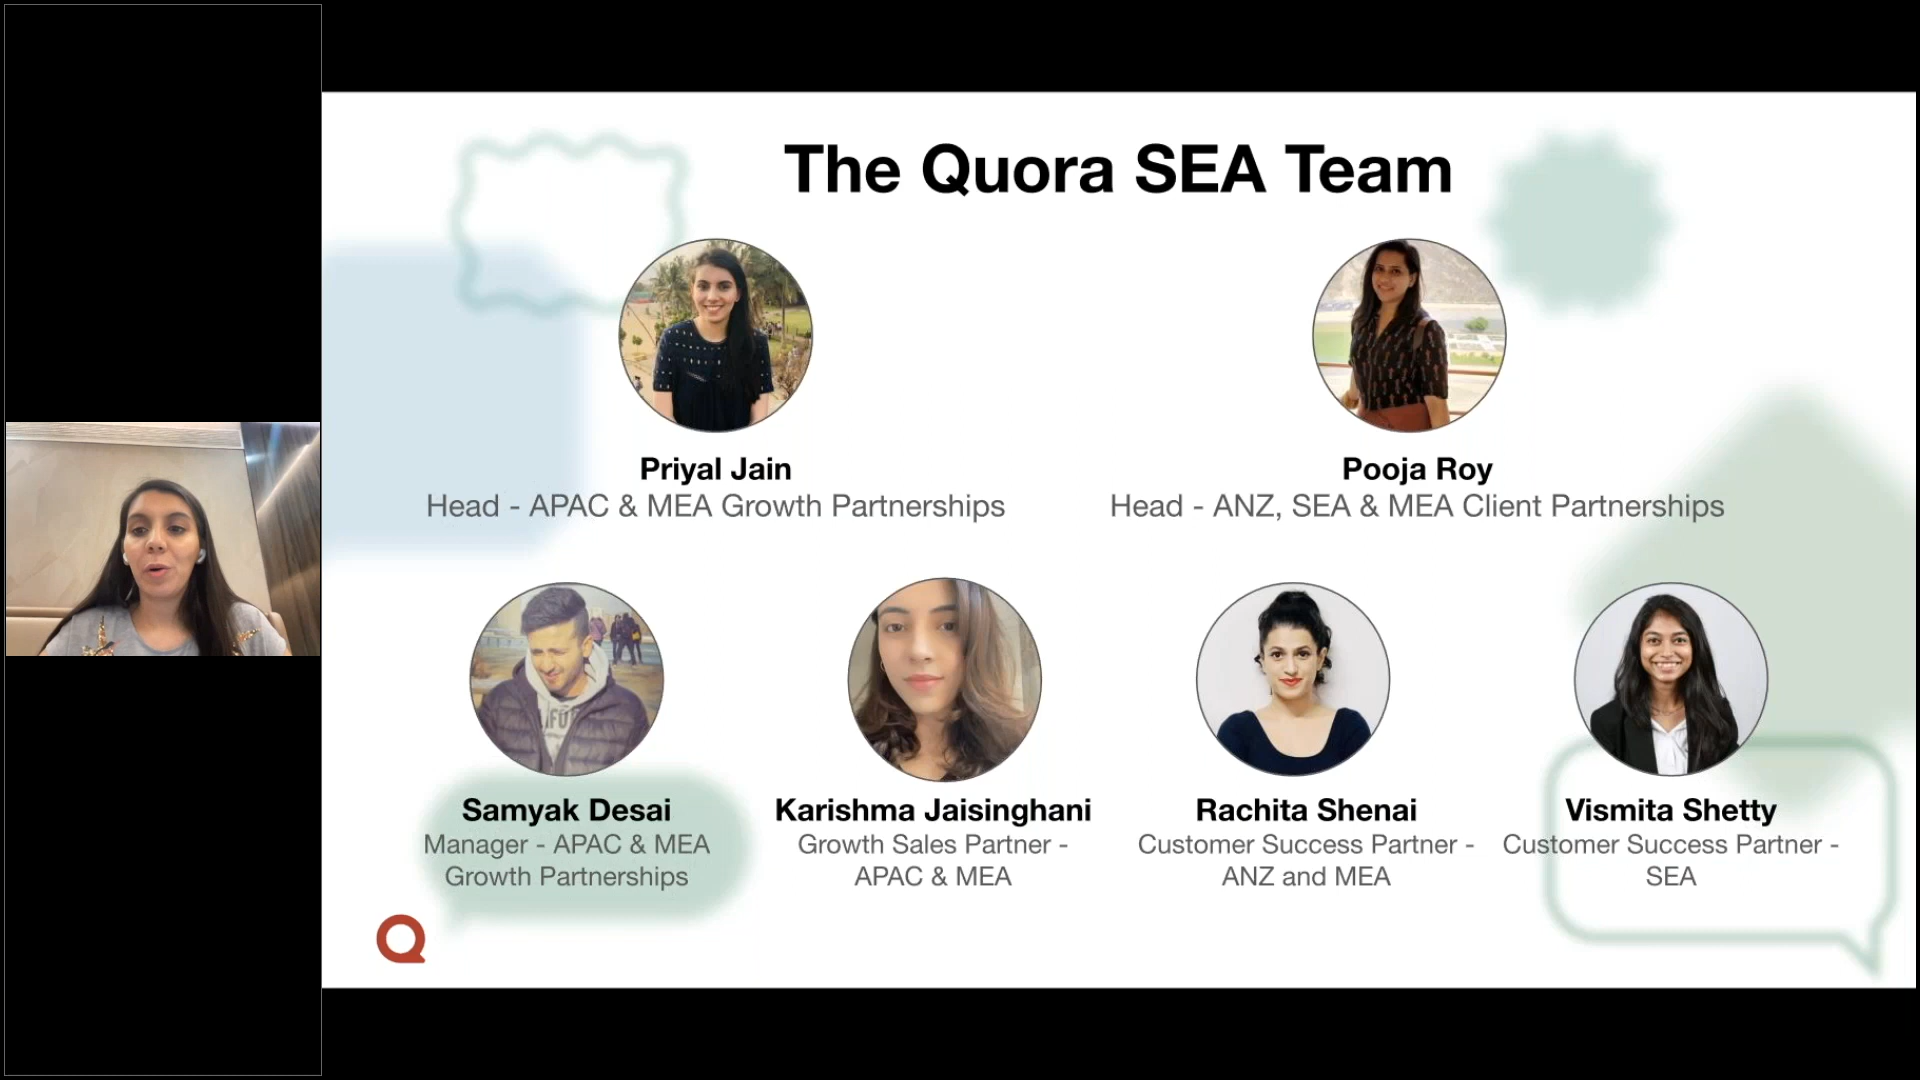 The Quora SEA Team
Priyal Jain
Head - APAC & MEA Growth Partnerships
Pooja Roy
Head - ANZ, SEA & MEA Client Partnerships
Samyak Desai
Manager - APAC & MEA
Growth Partnerships
Karishma Jaisinghani
Growth Sales Partner -
APAC & MEA
Rachita Shenai
Customer Success Partner -
ANZ and MEA
Vismita Shetty
Customer Success Partner -
SEA